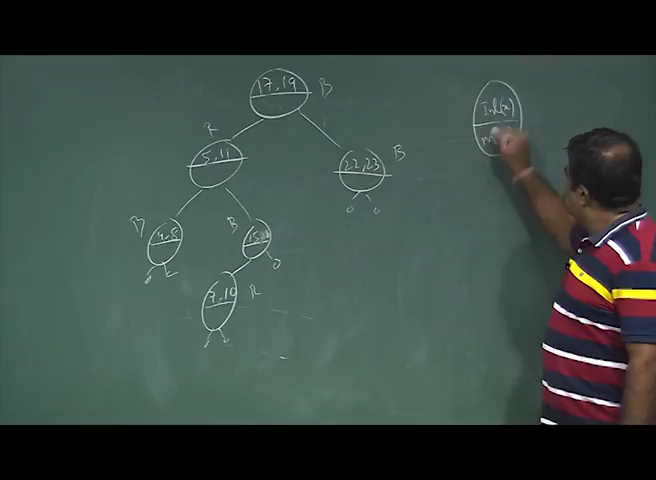 17,19 B
Int(x)
m
R
5,11
22,23 B
B
4,8
B
15,18
7,10 R